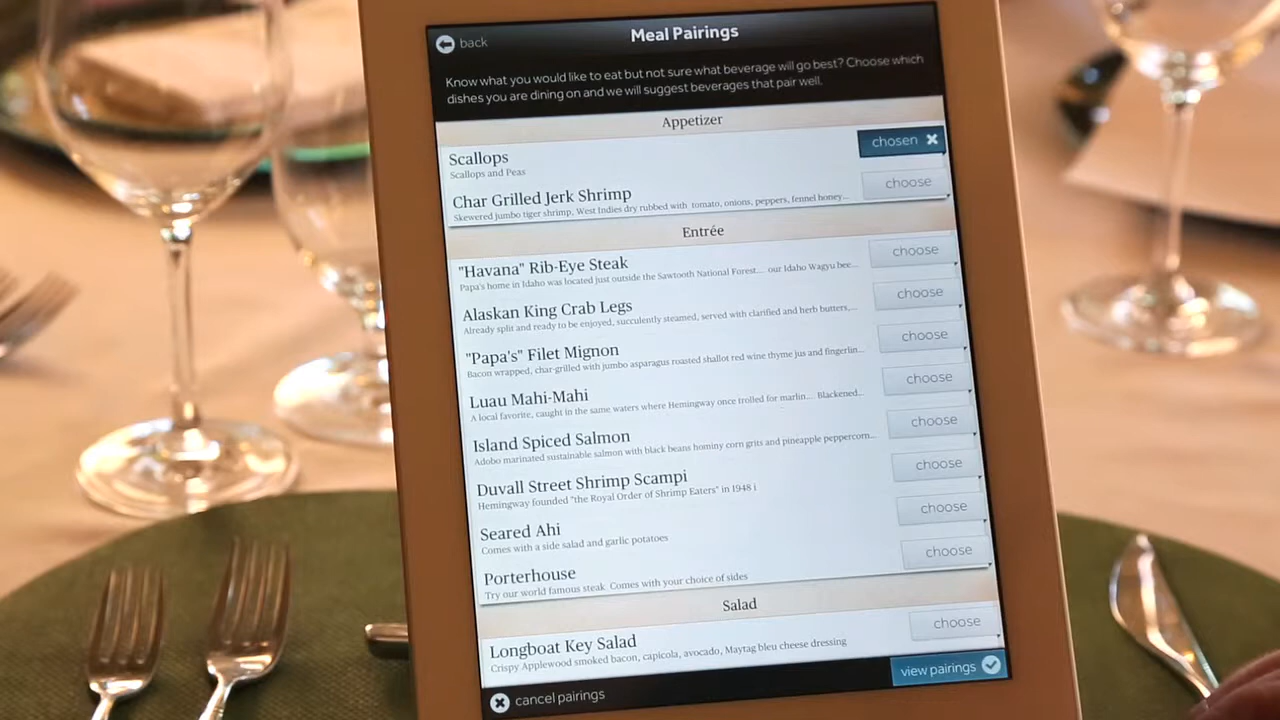 back
Meal Pairings
Know what you would like to eat but not sure what beverage will go best? Choose which
dishes you are dining on and we will suggest beverages that pair well.
Appetizer
Scallops
Scallops and Peas
chosen
Char Grilled Jerk Shrimp
Skewered jumbo tiger shrimp, West Indies dry rubbed with tomato, onions, peppers, fennel honey...
choose
Entrée
"Havana" Rib-Eye Steak
Papa's home in Idaho was located just outside the Sawtooth National Forest... our Idaho Wagyu bee...
choose
Alaskan King Crab Legs
Already split and ready to be enjoyed, succulently steamed, served with clarified and herb butters,...
choose
"Papa's" Filet Mignon
Bacon wrapped, char-grilled with jumbo asparagus roasted shallot red wine thyme jus and fingerlin...
choose
Luau Mahi-Mahi
A local favorite, caught in the same waters where Hemingway once trolled for marlin... Blackened...
choose
Island Spiced Salmon
Adobo marinated sustainable salmon with black beans hominy corn grits and pineapple peppercorn...
choose
Duvall Street Shrimp Scampi
Hemingway founded "the Royal Order of Shrimp Eaters" in 1948 i
choose
Seared Ahi
Comes with a side salad and garlic potatoes
choose
Porterhouse
Try our world famous steak Comes with your choice of sides
choose
Salad
Longboat Key Salad
Crispy Applewood smoked bacon, capicola, avocado, Maytag bleu cheese dressing
choose
cancel pairings
view pairings